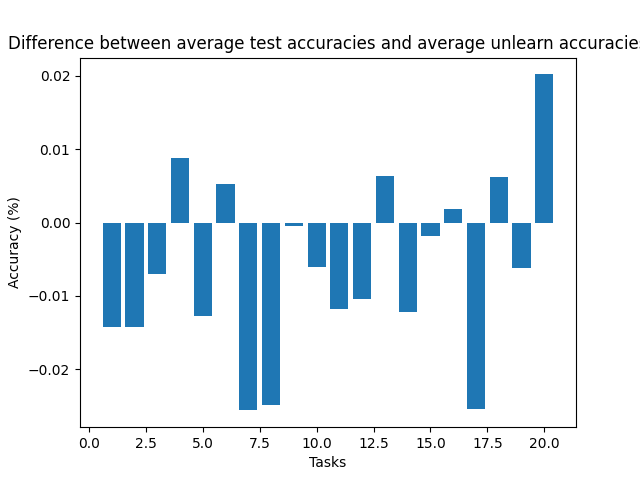 Difference between average test accuracies and average unlearn accuracies
0.02
0.01
0.00
−0.01
−0.02
Accuracy (%)
0.0 2.5 5.0 7.5 10.0 12.5 15.0 17.5 20.0
Tasks